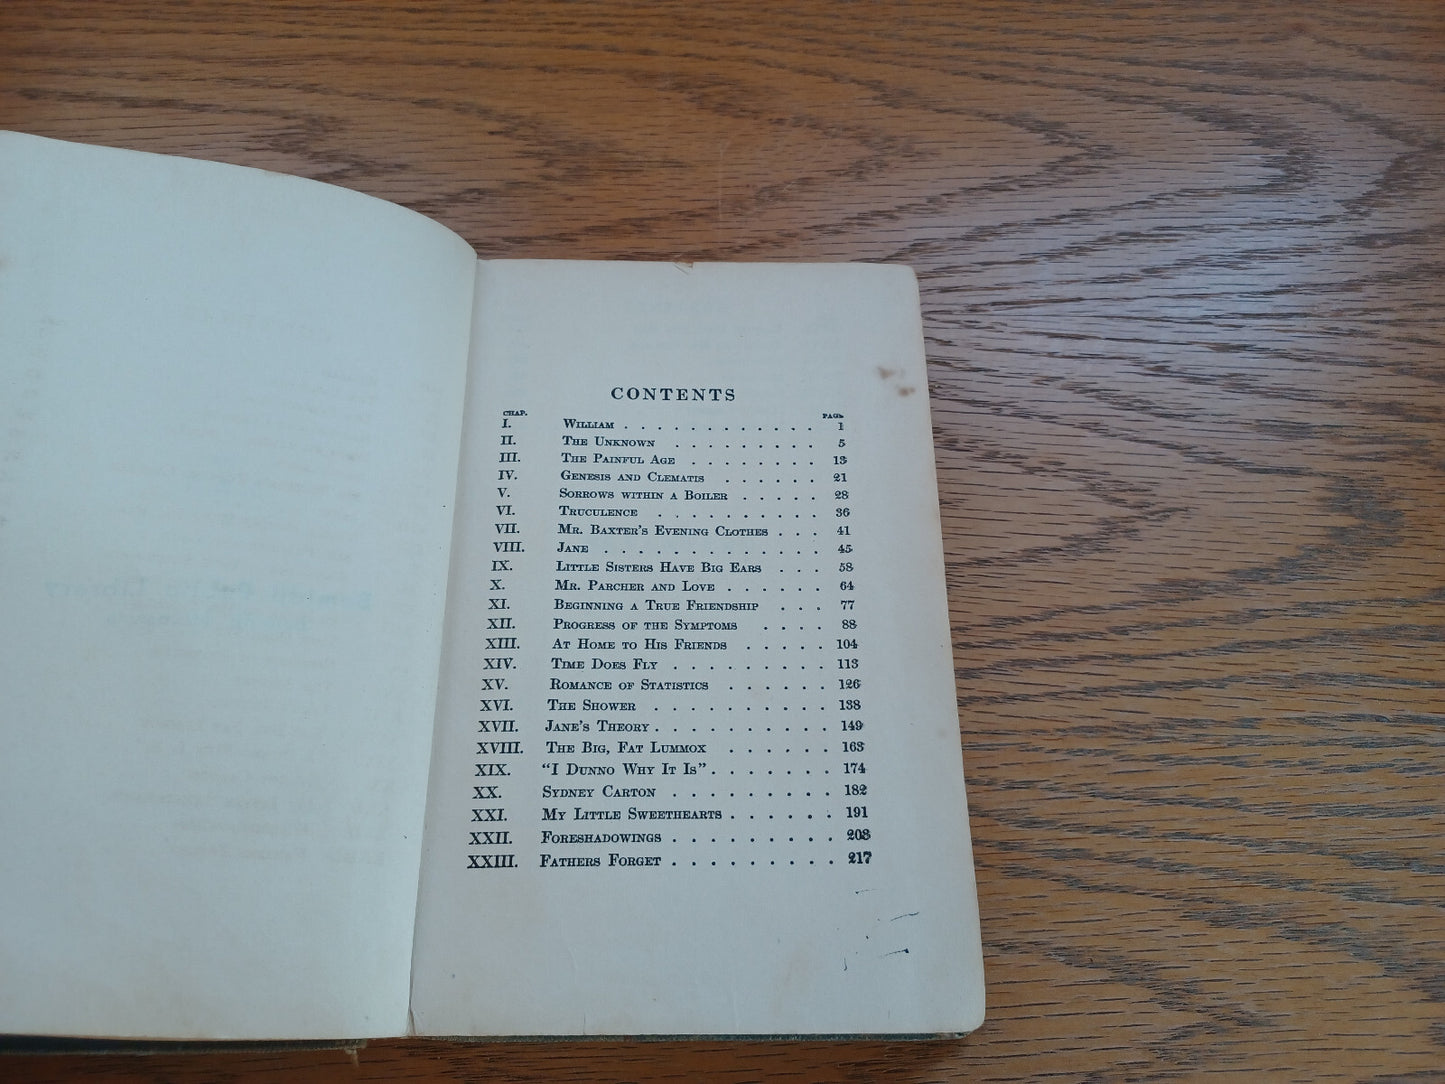 CONTENTS
CHAP. PAGE
I. William . . . . . . . . . . . . 1
II. The Unknown . . . . . . . . . 5
III. The Painful Age . . . . . . . . 13
IV. Genesis and Clematis . . . . . . 21
V. Sorrows within a Boiler . . . . . 28
VI. Truculence . . . . . . . . . . 36
VII. Mr. Baxter's Evening Clothes . . . 41
VIII. Jane . . . . . . . . . . . . . 45
IX. Little Sisters Have Big Ears . . . 58
X. Mr. Parcher and Love . . . . . . 64
XI. Beginning a True Friendship . . . 77
XII. Progress of the Symptoms . . . . 88
XIII. At Home to His Friends . . . . . 104
XIV. Time Does Fly . . . . . . . . . 113
XV. Romance of Statistics . . . . . . 126
XVI. The Shower . . . . . . . . . . 138
XVII. Jane's Theory . . . . . . . . . . 149
XVIII. The Big, Fat Lummox . . . . . . 163
XIX. "I Dunno Why It Is" . . . . . . . 174
XX. Sydney Carton . . . . . . . . . 182
XXI. My Little Sweethearts . . . . . . 191
XXII. Foreshadowings . . . . . . . . . 203
XXIII. Fathers Forget . . . . . . . . . 217